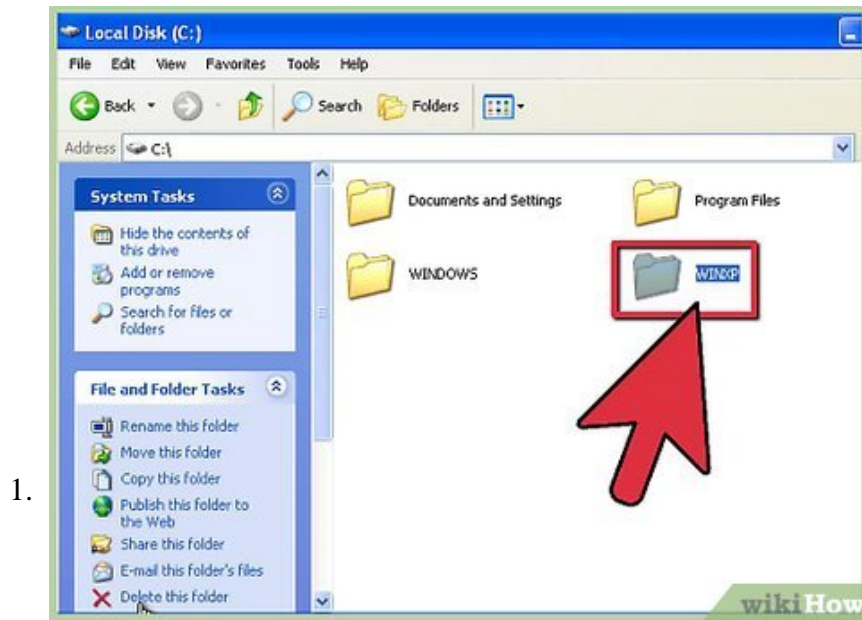 Local Disk (C:)
File Edit View Favorites Tools Help
Back Search Folders
Address C:\
System Tasks
Hide the contents of
this drive
Add or remove
programs
Search for files or
folders
File and Folder Tasks
Rename this folder
Move this folder
Copy this folder
Publish this folder to
the Web
Share this folder
E-mail this folder's files
Delete this folder
Documents and Settings
Program Files
WINDOWS
WINXP
1.
wikiHow